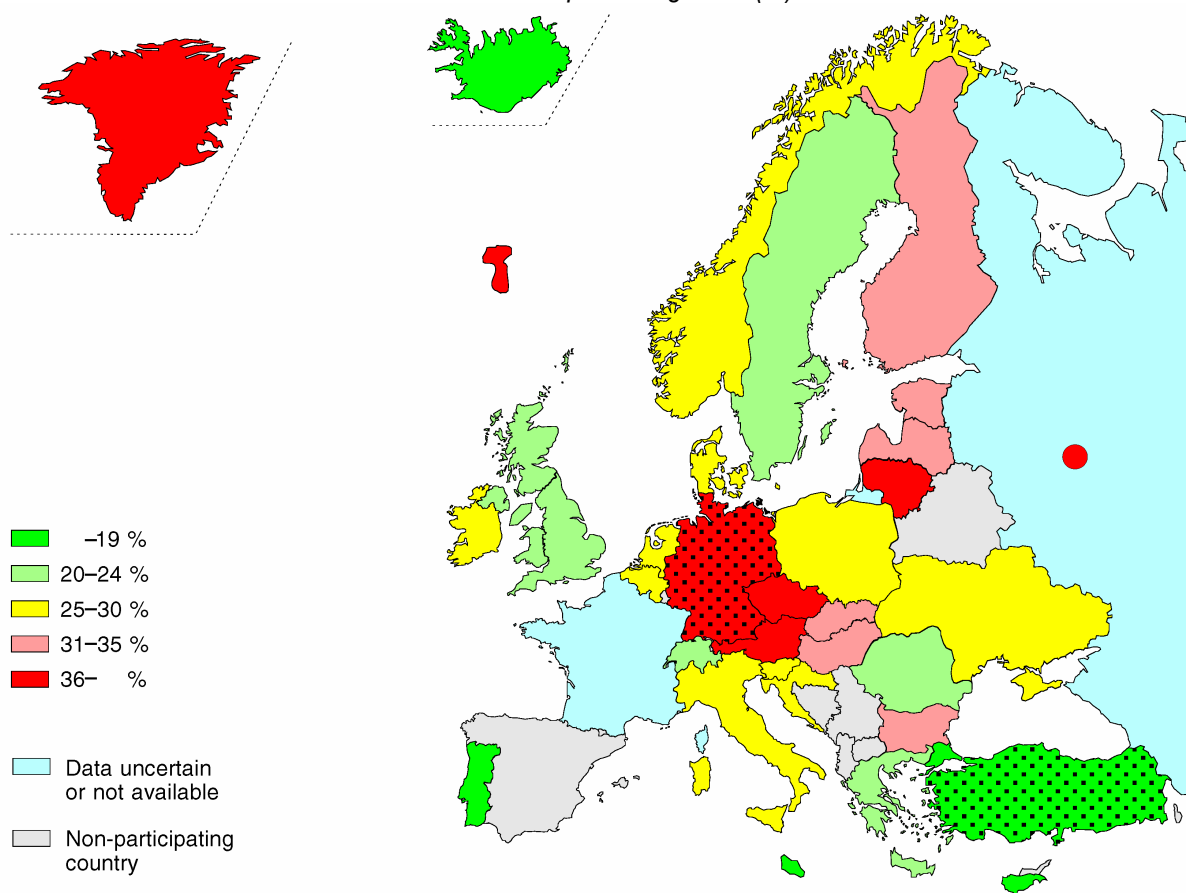 –19 %
20–24 %
25–30 %
31–35 %
36– %
Data uncertain
or not available
Non-participating
country